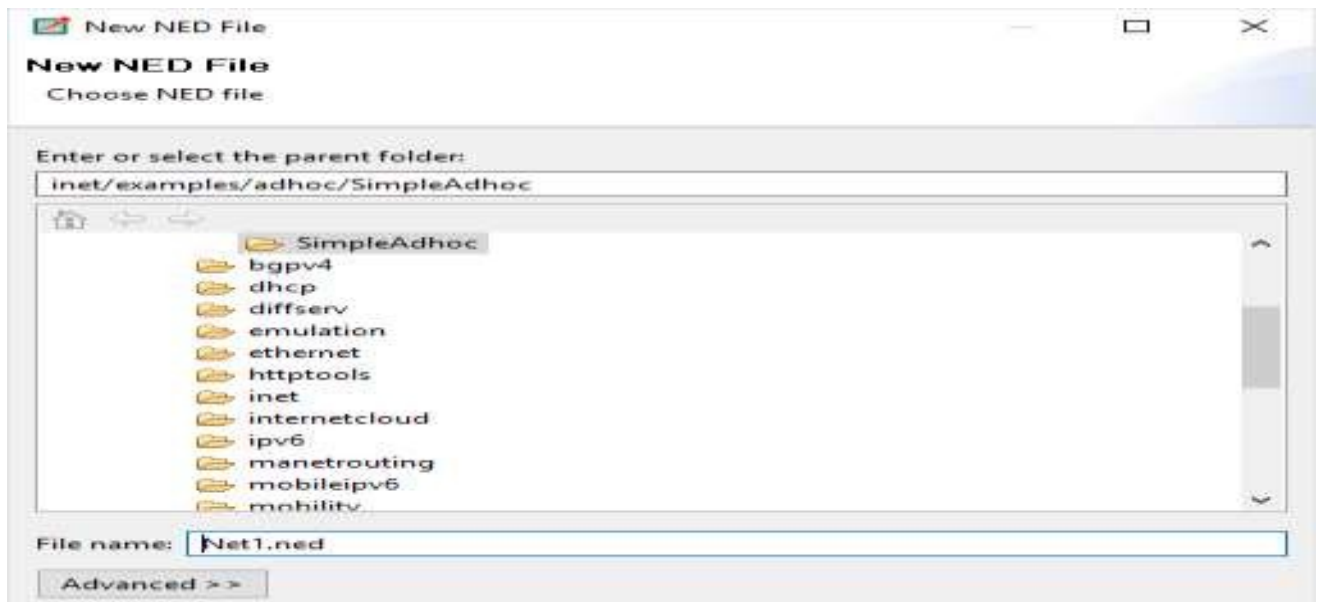 New NED File
New NED File
Choose NED file
Enter or select the parent folder:
inet/examples/adhoc/SimpleAdhoc
SimpleAdhoc
bgpv4
dhcp
diffserv
emulation
ethernet
httptools
inet
internetcloud
ipv6
manetrouting
mobileipv6
mobility
File name: Net1.ned
Advanced >>